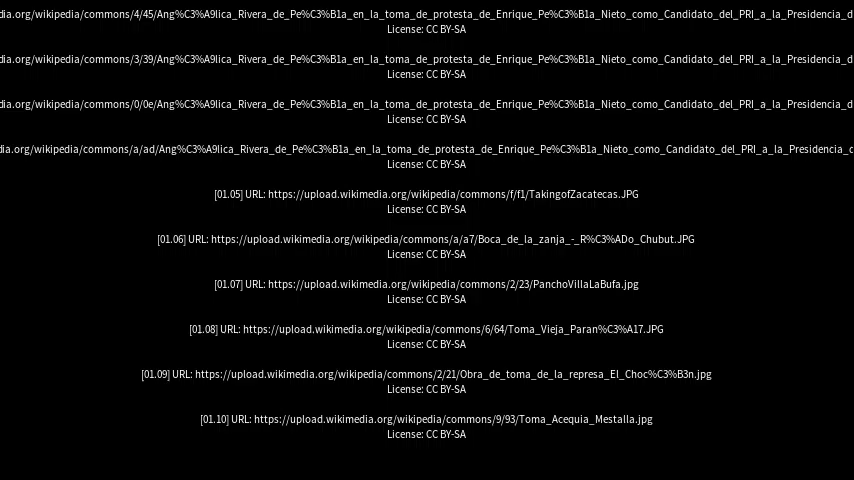 dia.org/wikipedia/commons/4/45/Ang%C3%A9lica_Rivera_de_Pe%C3%B1a_en_la_toma_de_protesta_de_Enrique_Pe%C3%B1a_Nieto_como_Candidato_del_PRI_a_la_Presidencia_d
License: CC BY-SA
dia.org/wikipedia/commons/3/39/Ang%C3%A9lica_Rivera_de_Pe%C3%B1a_en_la_toma_de_protesta_de_Enrique_Pe%C3%B1a_Nieto_como_Candidato_del_PRI_a_la_Presidencia_d
License: CC BY-SA
dia.org/wikipedia/commons/0/0e/Ang%C3%A9lica_Rivera_de_Pe%C3%B1a_en_la_toma_de_protesta_de_Enrique_Pe%C3%B1a_Nieto_como_Candidato_del_PRI_a_la_Presidencia_d
License: CC BY-SA
dia.org/wikipedia/commons/a/ad/Ang%C3%A9lica_Rivera_de_Pe%C3%B1a_en_la_toma_de_protesta_de_Enrique_Pe%C3%B1a_Nieto_como_Candidato_del_PRI_a_la_Presidencia_c
License: CC BY-SA
[01.05] URL: https://upload.wikimedia.org/wikipedia/commons/f/f1/TakingofZacatecas.JPG
License: CC BY-SA
[01.06] URL: https://upload.wikimedia.org/wikipedia/commons/a/a7/Boca_de_la_zanja_-_R%C3%ADo_Chubut.JPG
License: CC BY-SA
[01.07] URL: https://upload.wikimedia.org/wikipedia/commons/2/23/PanchoVillaLaBufa.jpg
License: CC BY-SA
[01.08] URL: https://upload.wikimedia.org/wikipedia/commons/6/64/Toma_Vieja_Paran%C3%A17.JPG
License: CC BY-SA
[01.09] URL: https://upload.wikimedia.org/wikipedia/commons/2/21/Obra_de_toma_de_la_represa_El_Choc%C3%B3n.jpg
License: CC BY-SA
[01.10] URL: https://upload.wikimedia.org/wikipedia/commons/9/93/Toma_Acequia_Mestalla.jpg
License: CC BY-SA